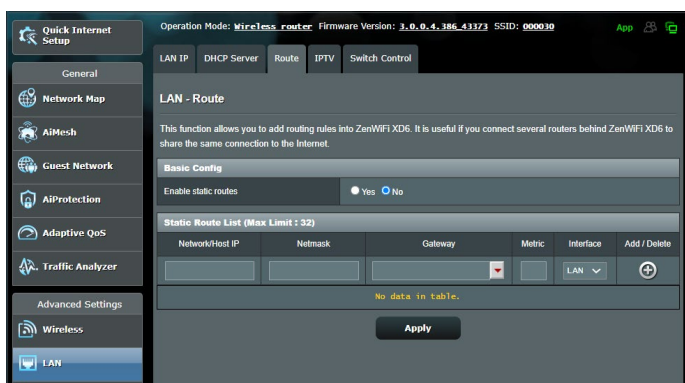 Quick Internet
Setup
Operation Mode: Wireless router Firmware Version: 3.0.0.4.386_43373 SSID: 000030
App
General
Network Map
AiMesh
Guest Network
AiProtection
Adaptive QoS
Traffic Analyzer
Advanced Settings
Wireless
LAN
LAN IP DHCP Server Route IPTV Switch Control
LAN - Route
This function allows you to add routing rules into ZenWiFi XD6. It is useful if you connect several routers behind ZenWiFi XD6 to
share the same connection to the Internet.
Basic Config
Enable static routes Yes No
Static Route List (Max Limit : 32)
Network/Host IP Netmask Gateway Metric Interface Add / Delete
LAN
No data in table.
Apply